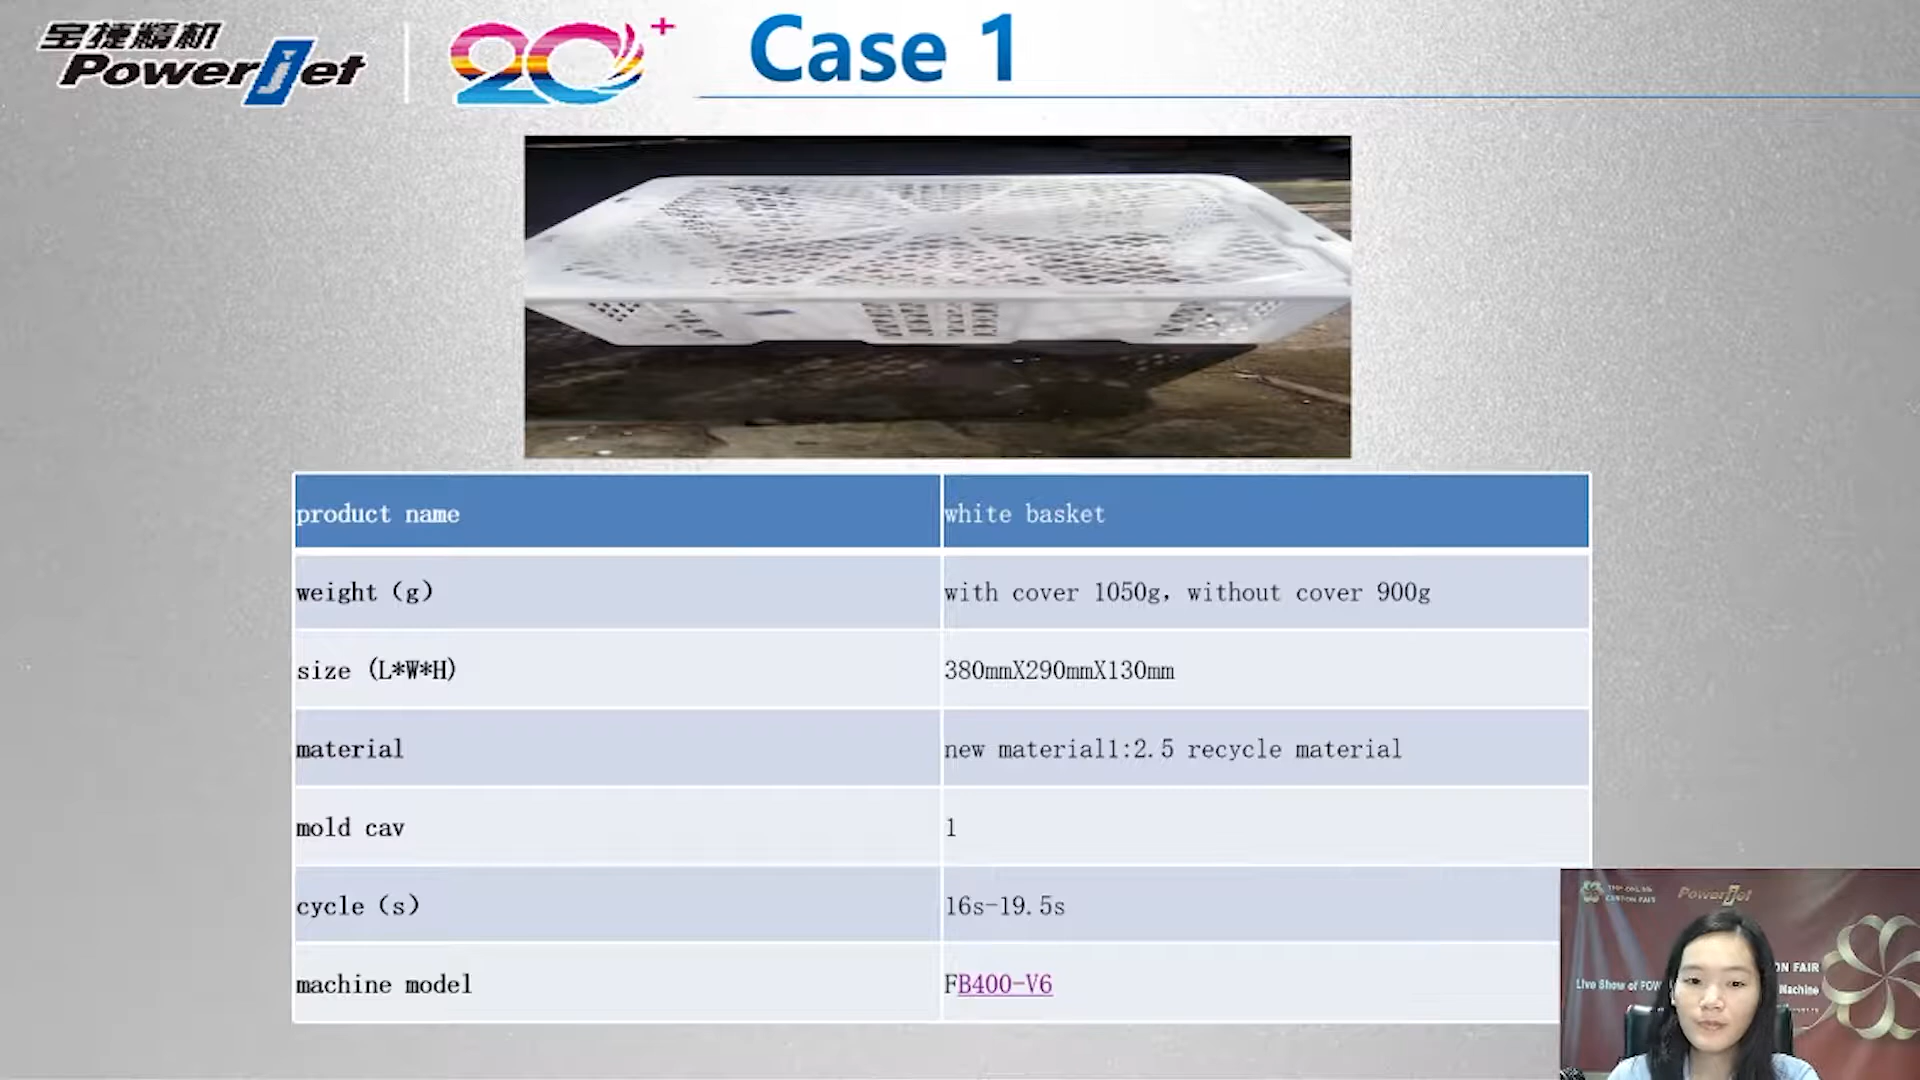 宝捷精机
PowerJet
20+
Case 1
product name
white basket
weight（g）
with cover 1050g，without cover 900g
size (L*W*H)
380mmX290mmX130mm
material
new material1:2.5 recycle material
mold cav
1
cycle（s）
16s-19.5s
machine model
FB400-V6
PowerJet
ON FAIR
Live Show of POW
Machine